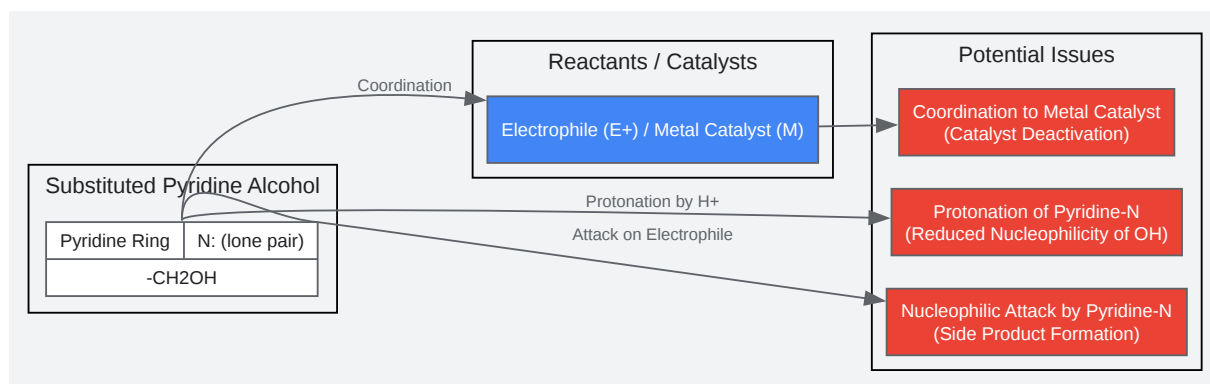 Substituted Pyridine Alcohol
Pyridine Ring
N: (lone pair)
-CH2OH
Coordination
Protonation by H+
Attack on Electrophile
Reactants / Catalysts
Electrophile (E+) / Metal Catalyst (M)
Potential Issues
Coordination to Metal Catalyst
(Catalyst Deactivation)
Protonation of Pyridine-N
(Reduced Nucleophilicity of OH)
Nucleophilic Attack by Pyridine-N
(Side Product Formation)